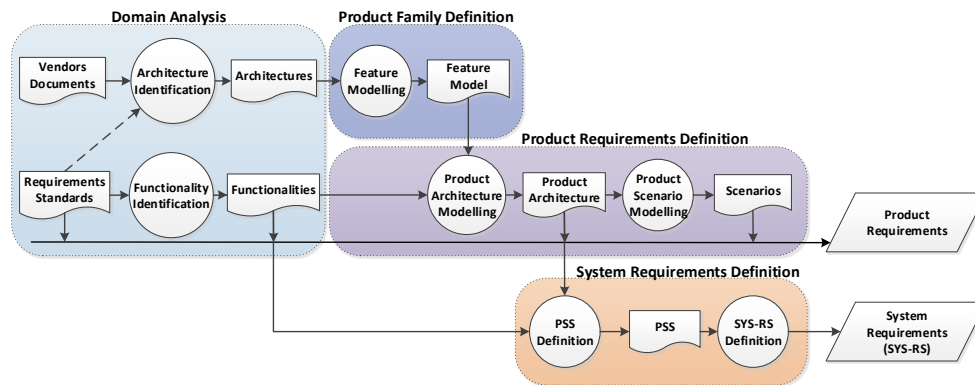 Domain Analysis
Product Family Definition
Vendors
Documents
Architecture
Identification
Architectures
Feature
Modelling
Feature
Model
Product Requirements Definition
Requirements
Standards
Functionality
Identification
Functionalities
Product
Architecture
Modelling
Product
Architecture
Product
Scenario
Modelling
Scenarios
Product
Requirements
System Requirements Definition
PSS
Definition
PSS
SYS-RS
Definition
System
Requirements
(SYS-RS)